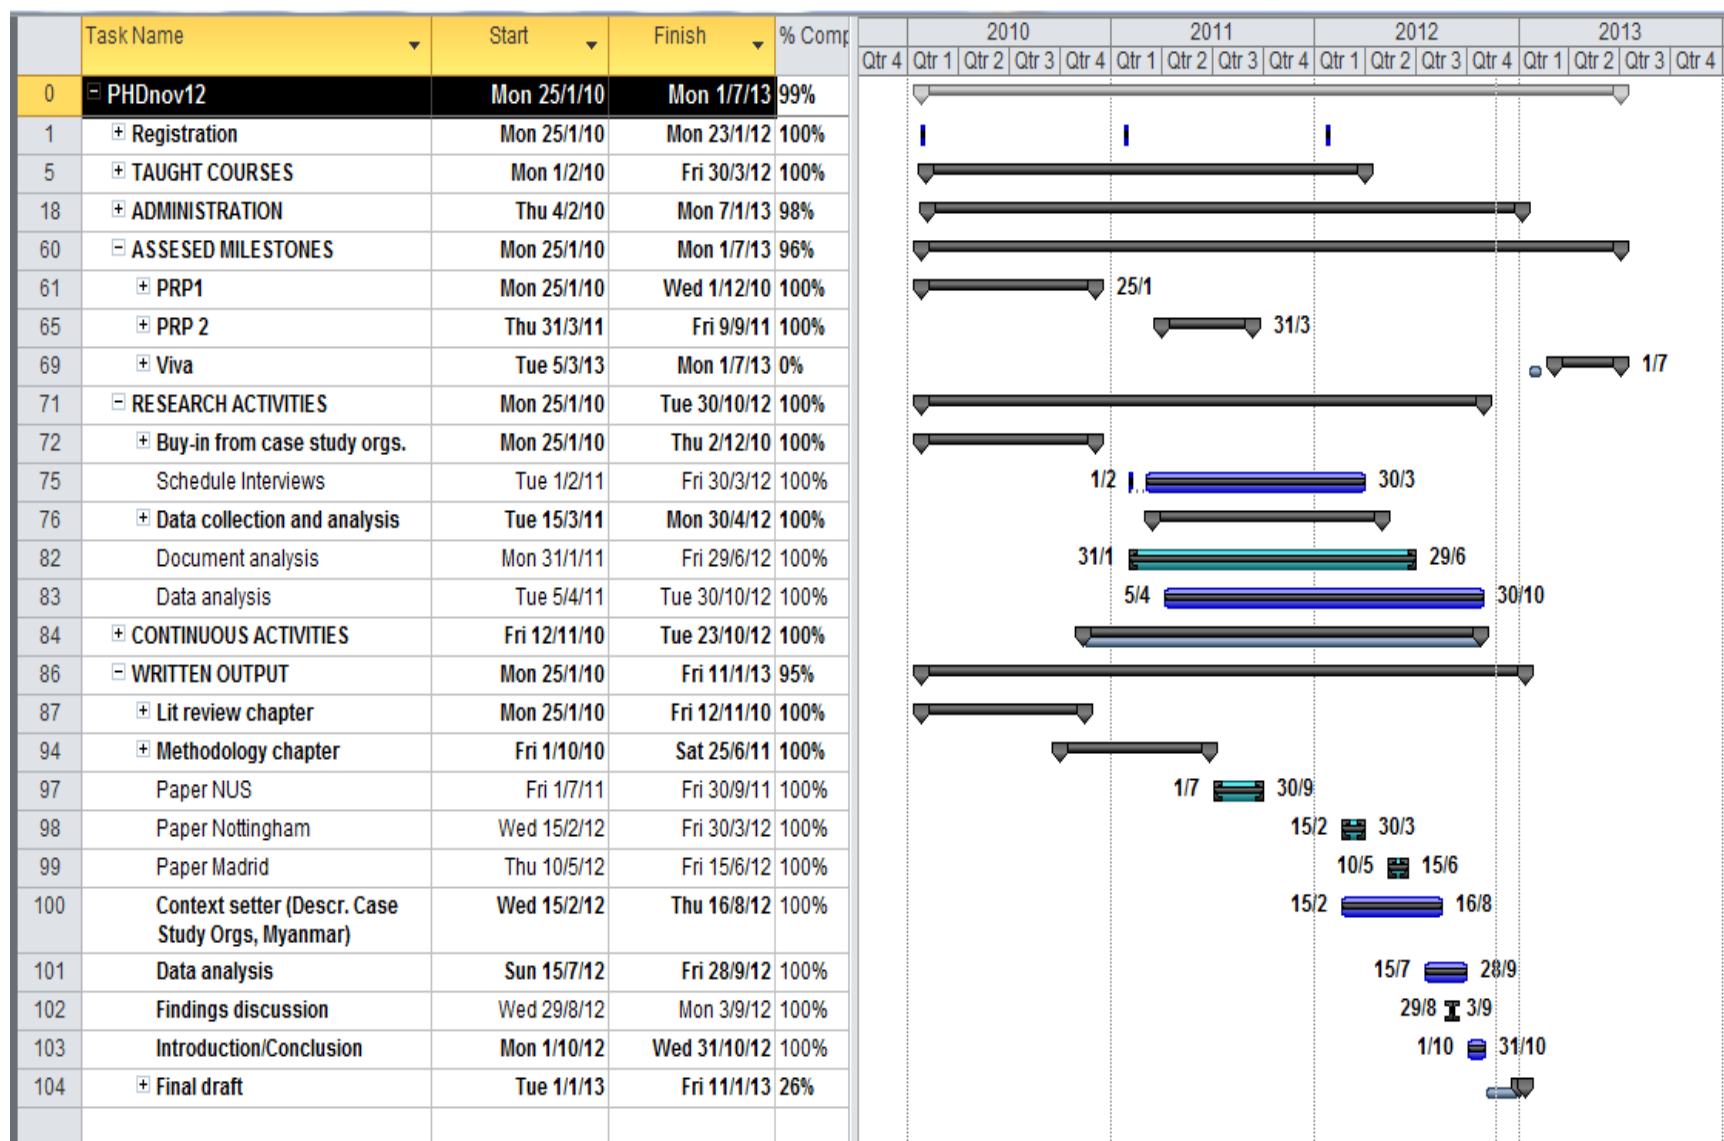 Task Name Start Finish % Comp 2010 2011 2012 2013
Qtr 4 Qtr 1 Qtr 2 Qtr 3 Qtr 4 Qtr 1 Qtr 2 Qtr 3 Qtr 4 Qtr 1 Qtr 2 Qtr 3 Qtr 4 Qtr 1 Qtr 2 Qtr 3 Qtr 4
0 PHDnov12 Mon 25/1/10 Mon 1/7/13 99%
1 Registration Mon 25/1/10 Mon 23/1/12 100%
5 TAUGHT COURSES Mon 1/2/10 Fri 30/3/12 100%
18 ADMINISTRATION Thu 4/2/10 Mon 7/1/13 98%
60 ASSESED MILESTONES Mon 25/1/10 Mon 1/7/13 96%
61 PRP1 Mon 25/1/10 Wed 1/12/10 100% 25/1
65 PRP 2 Thu 31/3/11 Fri 9/9/11 100% 31/3
69 Viva Tue 5/3/13 Mon 1/7/13 0% 1/7
71 RESEARCH ACTIVITIES Mon 25/1/10 Tue 30/10/12 100%
72 Buy-in from case study orgs. Mon 25/1/10 Thu 2/12/10 100%
75 Schedule Interviews Tue 1/2/11 Fri 30/3/12 100% 1/2 30/3
76 Data collection and analysis Tue 15/3/11 Mon 30/4/12 100%
82 Document analysis Mon 31/1/11 Fri 29/6/12 100% 31/1 29/6
83 Data analysis Tue 5/4/11 Tue 30/10/12 100% 5/4 30/10
84 CONTINUOUS ACTIVITIES Fri 12/11/10 Tue 23/10/12 100%
86 WRITTEN OUTPUT Mon 25/1/10 Fri 11/1/13 95%
87 Lit review chapter Mon 25/1/10 Fri 12/11/10 100%
94 Methodology chapter Fri 1/10/10 Sat 25/6/11 100%
97 Paper NUS Fri 1/7/11 Fri 30/9/11 100% 1/7 30/9
98 Paper Nottingham Wed 15/2/12 Fri 30/3/12 100% 15/2 30/3
99 Paper Madrid Thu 10/5/12 Fri 15/6/12 100% 10/5 15/6
100 Context setter (Descr. Case Wed 15/2/12 Thu 16/8/12 100% 15/2 16/8
Study Orgs, Myanmar)
101 Data analysis Sun 15/7/12 Fri 28/9/12 100% 15/7 28/9
102 Findings discussion Wed 29/8/12 Mon 3/9/12 100% 29/8 3/9
103 Introduction/Conclusion Mon 1/10/12 Wed 31/10/12 100% 1/10 31/10
104 Final draft Tue 1/1/13 Fri 11/1/13 26%